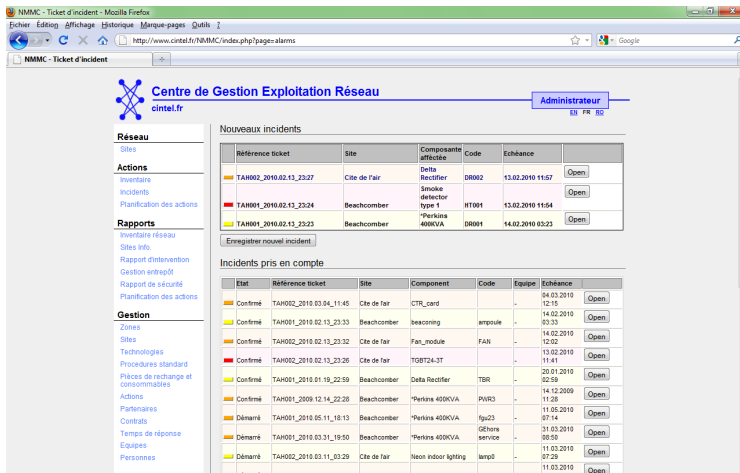 NMMC - Ticket d'incident - Mozilla Firefox
Fichier Édition Affichage Historique Marque-pages Outils ?
http://www.cintel.fr/NMMC/index.php?page=alarms
Google
NMMC - Ticket d'incident
Centre de Gestion Exploitation Réseau
cintel.fr
Administrateur
EN FR RO
Réseau
Sites
Actions
Inventaire
Incidents
Planification des actions
Rapports
Inventaire réseau
Sites Info.
Rapport d'intervention
Gestion entrepôt
Rapport de sécurité
Planification des actions
Gestion
Zones
Sites
Technologies
Procedures standard
Pièces de rechange et
consommables
Actions
Partenaires
Contrats
Temps de réponse
Equipes
Personnes
Nouveaux incidents
Référence ticket Site Composante affectée Code Echéance
TAH002_2010.02.13_23:27 Cite de l'air Delta Rectifier DR002 13.02.2010 11:57 Open
TAH001_2010.02.13_23:24 Beachcomber Smoke detector type 1 HT001 13.02.2010 11:54 Open
TAH001_2010.02.13_23:23 Beachcomber *Perkins 400KVA DR001 14.02.2010 03:23 Open
Enregistrer nouvel incident
Incidents pris en compte
Etat Référence ticket Site Component Code Equipe Echéance
Confirmé TAH002_2010.03.04_11:45 Cite de l'air CTR_card - 04.03.2010 12:15 Open
Confirmé TAH001_2010.02.13_23:33 Beachcomber beaconing ampoule - 14.02.2010 03:33 Open
Confirmé TAH002_2010.02.13_23:32 Cite de l'air Fan_module FAN - 14.02.2010 12:02 Open
Confirmé TAH002_2010.02.13_23:26 Cite de l'air TGBT24-3T - 13.02.2010 11:41 Open
Confirmé TAH001_2010.01.19_22:59 Beachcomber Delta Rectifier TBR - 20.01.2010 02:59 Open
Confirmé TAH001_2009.12.14_22:28 Beachcomber *Perkins 400KVA PWR3 - 14.12.2009 11:28 Open
Démarré TAH001_2010.05.11_18:13 Beachcomber *Perkins 400KVA fgu23 - 11.05.2010 07:14 Open
Démarré TAH001_2010.03.31_19:50 Beachcomber *Perkins 400KVA GEhors service - 31.03.2010 08:50 Open
Démarré TAH002_2010.03.11_03:29 Cite de l'air Neon indoor lighting lamp0 - 11.03.2010 07:29 Open
11.03.2010 Open